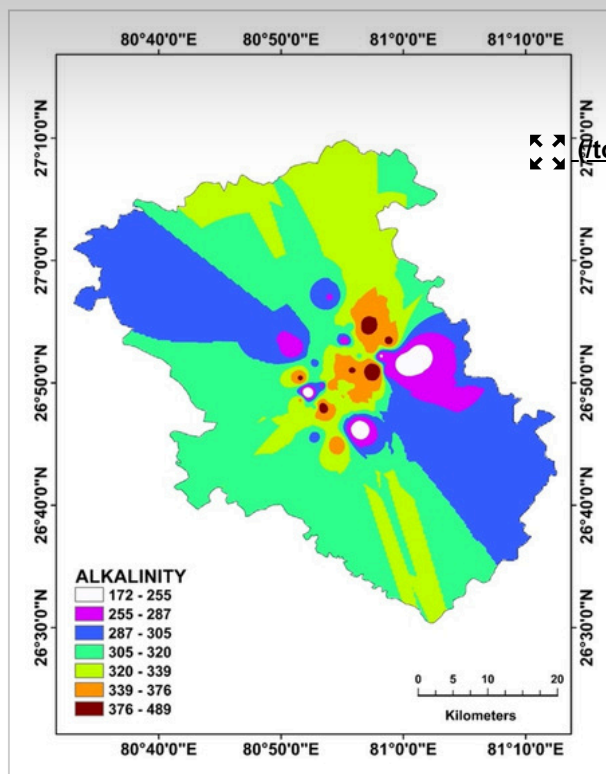 80°40'0"E 80°50'0"E 81°0'0"E 81°10'0"E
27°10'0"N
27°0'0"N
26°50'0"N
26°40'0"N
26°30'0"N
27°10'0"N
(/to
27°0'0"N
26°50'0"N
26°40'0"N
26°30'0"N
ALKALINITY
172 - 255
255 - 287
287 - 305
305 - 320
320 - 339
339 - 376
376 - 489
0 5 10 20
Kilometers
80°40'0"E 80°50'0"E 81°0'0"E 81°10'0"E